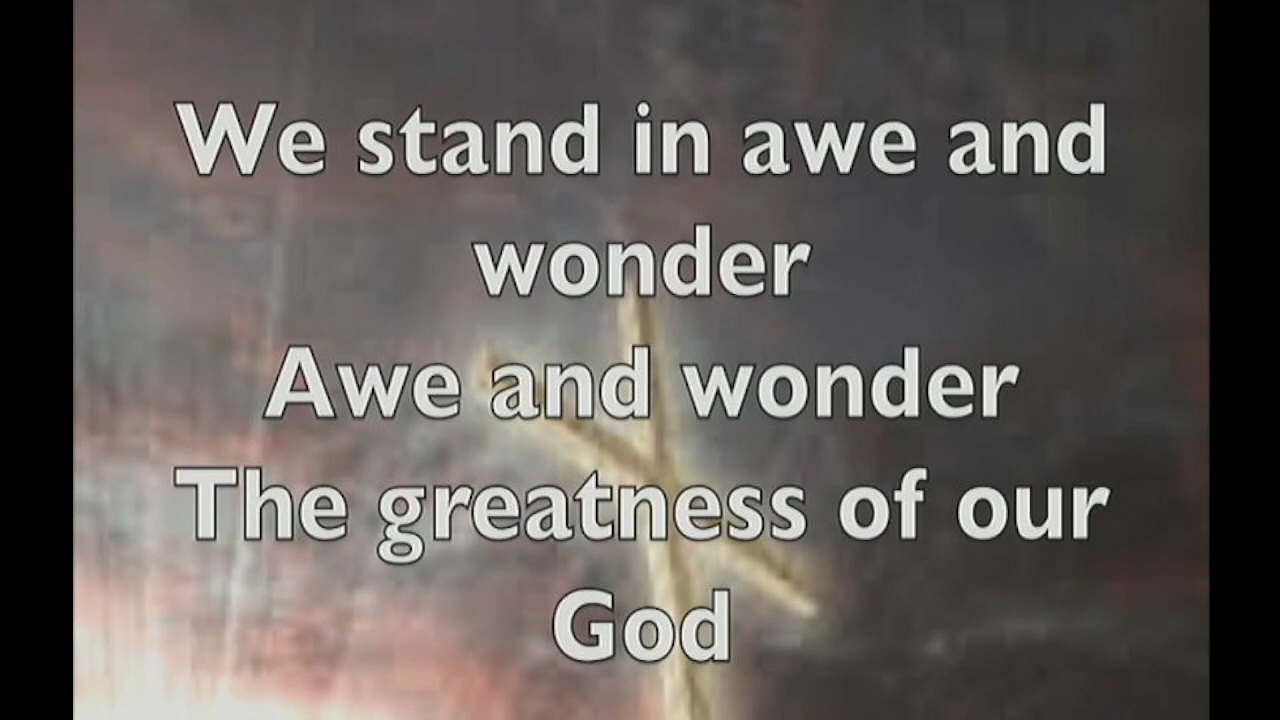 We stand in awe and
wonder
Awe and wonder
The greatness of our
God